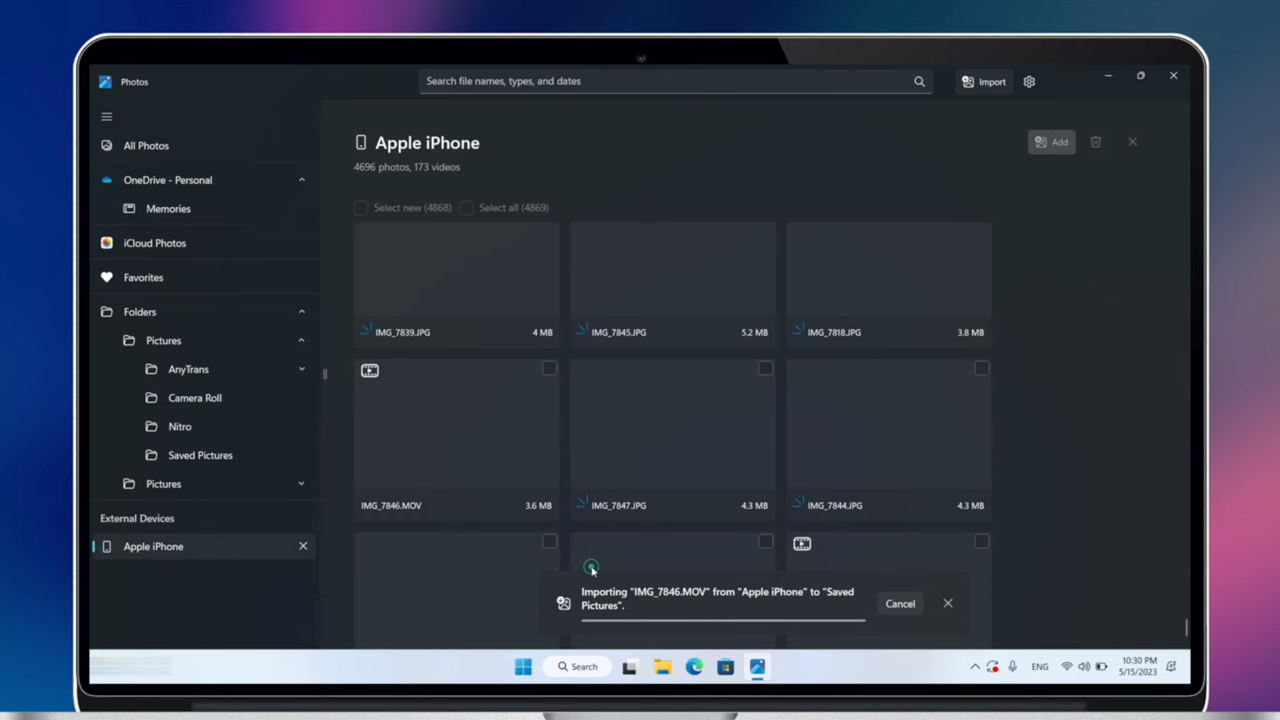 Photos
Search file names, types, and dates
Import
All Photos
OneDrive - Personal
Memories
iCloud Photos
Favorites
Folders
Pictures
AnyTrans
Camera Roll
Nitro
Saved Pictures
Pictures
External Devices
Apple iPhone
Apple iPhone
Add
4696 photos, 173 videos
Select new (4868) Select all (4869)
IMG_7839.JPG 4 MB
IMG_7845.JPG 5.2 MB
IMG_7818.JPG 3.8 MB
IMG_7846.MOV 3.6 MB
IMG_7847.JPG 4.3 MB
IMG_7844.JPG 4.3 MB
Importing "IMG_7846.MOV" from "Apple iPhone" to "Saved
Pictures".
Cancel
Search
ENG
10:30 PM
5/15/2023